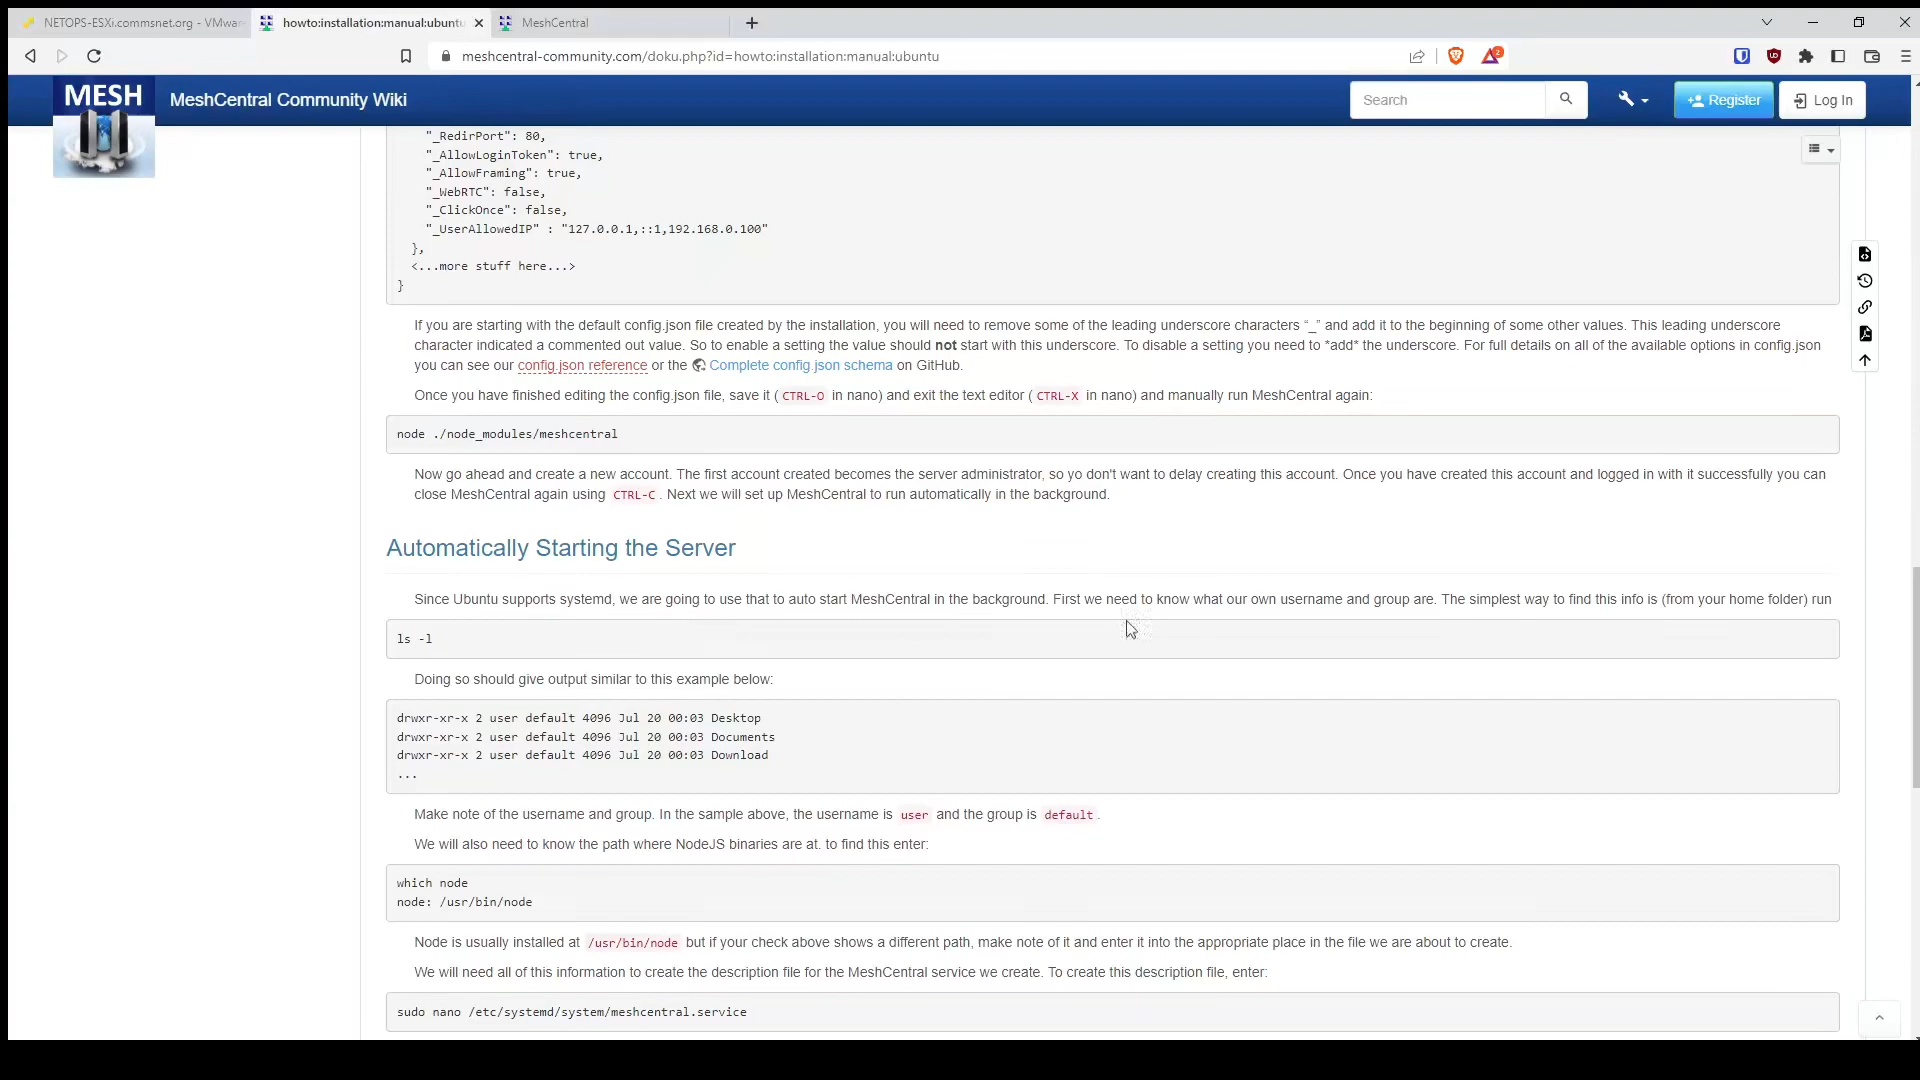 NETOPS-ESXi.commsnet.org - VMwa
howto:installation:manual:ubuntu
MeshCentral
meshcentral-community.com/doku.php?id=howto:installation:manual:ubuntu
2
MESH
MeshCentral Community Wiki
Search
Register
Log In
"_RedirPort": 80,
"_AllowLoginToken": true,
"_AllowFraming": true,
"_WebRTC": false,
"_ClickOnce": false,
"_UserAllowedIP" : "127.0.0.1,::1,192.168.0.100"
},
<...more stuff here...>
}
If you are starting with the default config.json file created by the installation, you will need to remove some of the leading underscore characters “_” and add it to the beginning of some other values. This leading underscore
character indicated a commented out value. So to enable a setting the value should not start with this underscore. To disable a setting you need to *add* the underscore. For full details on all of the available options in config.json
you can see our config.json reference or the Complete config.json schema on GitHub.
Once you have finished editing the config.json file, save it ( CTRL-O in nano) and exit the text editor ( CTRL-X in nano) and manually run MeshCentral again:
node ./node_modules/meshcentral
Now go ahead and create a new account. The first account created becomes the server administrator, so yo don't want to delay creating this account. Once you have created this account and logged in with it successfully you can
close MeshCentral again using CTRL-C . Next we will set up MeshCentral to run automatically in the background.
Automatically Starting the Server
Since Ubuntu supports systemd, we are going to use that to auto start MeshCentral in the background. First we need to know what our own username and group are. The simplest way to find this info is (from your home folder) run
ls -l
Doing so should give output similar to this example below:
drwxr-xr-x 2 user default 4096 Jul 20 00:03 Desktop
drwxr-xr-x 2 user default 4096 Jul 20 00:03 Documents
drwxr-xr-x 2 user default 4096 Jul 20 00:03 Download
...
Make note of the username and group. In the sample above, the username is user and the group is default .
We will also need to know the path where NodeJS binaries are at. to find this enter:
which node
node: /usr/bin/node
Node is usually installed at /usr/bin/node but if your check above shows a different path, make note of it and enter it into the appropriate place in the file we are about to create.
We will need all of this information to create the description file for the MeshCentral service we create. To create this description file, enter:
sudo nano /etc/systemd/system/meshcentral.service